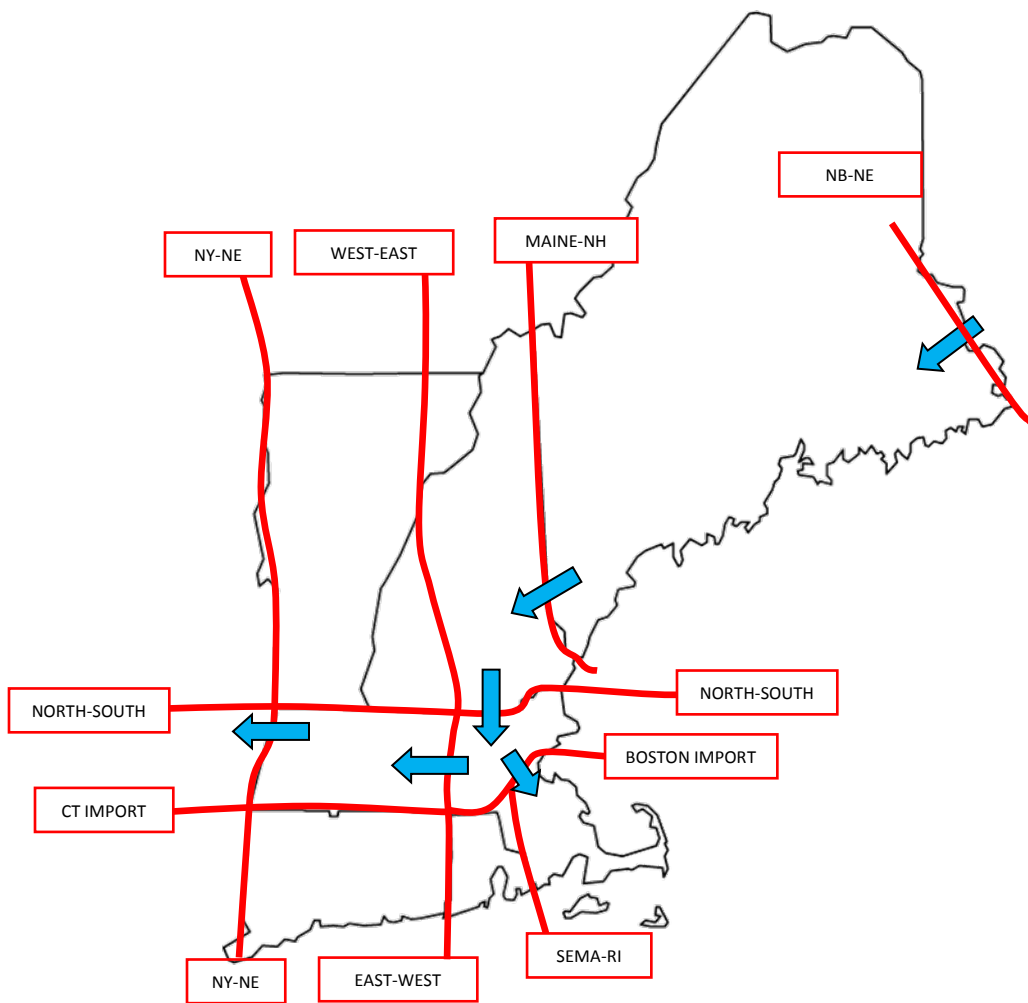 NB-NE
MAINE-NH
NY-NE
WEST-EAST
NORTH-SOUTH
NORTH-SOUTH
BOSTON IMPORT
CT IMPORT
SEMA-RI
NY-NE
EAST-WEST